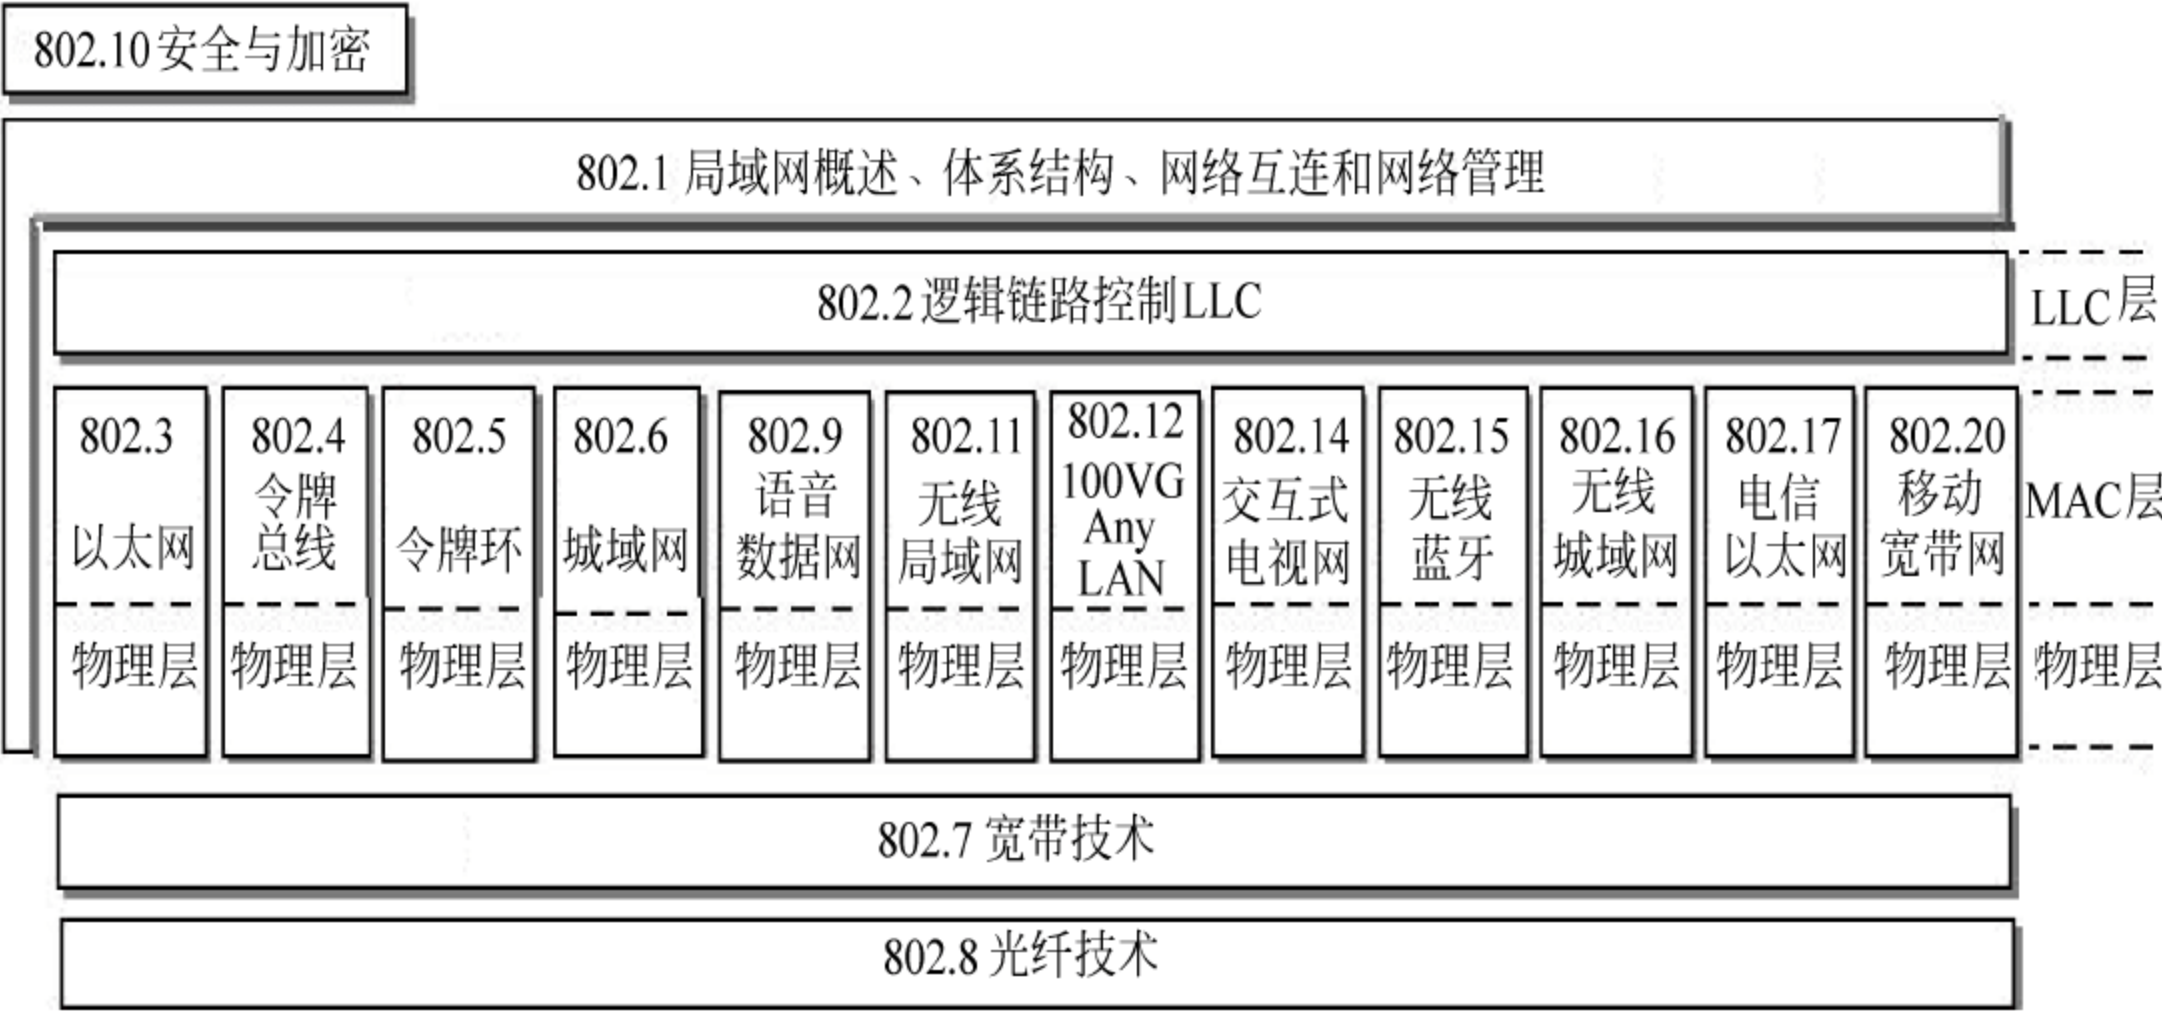 802.10安全与加密
802.1 局域网概述、体系结构、网络互连和网络管理
802.2逻辑链路控制LLC
LLC层
802.3
以太网
物理层
802.4
令牌
总线
物理层
802.5
令牌环
物理层
802.6
城域网
物理层
802.9
语音
数据网
物理层
802.11
无线
局域网
物理层
802.12
100VG
Any
LAN
物理层
802.14
交互式
电视网
物理层
802.15
无线
蓝牙
物理层
802.16
无线
城域网
物理层
802.17
电信
以太网
物理层
802.20
移动
宽带网
物理层
MAC层
物理层
802.7 宽带技术
802.8 光纤技术